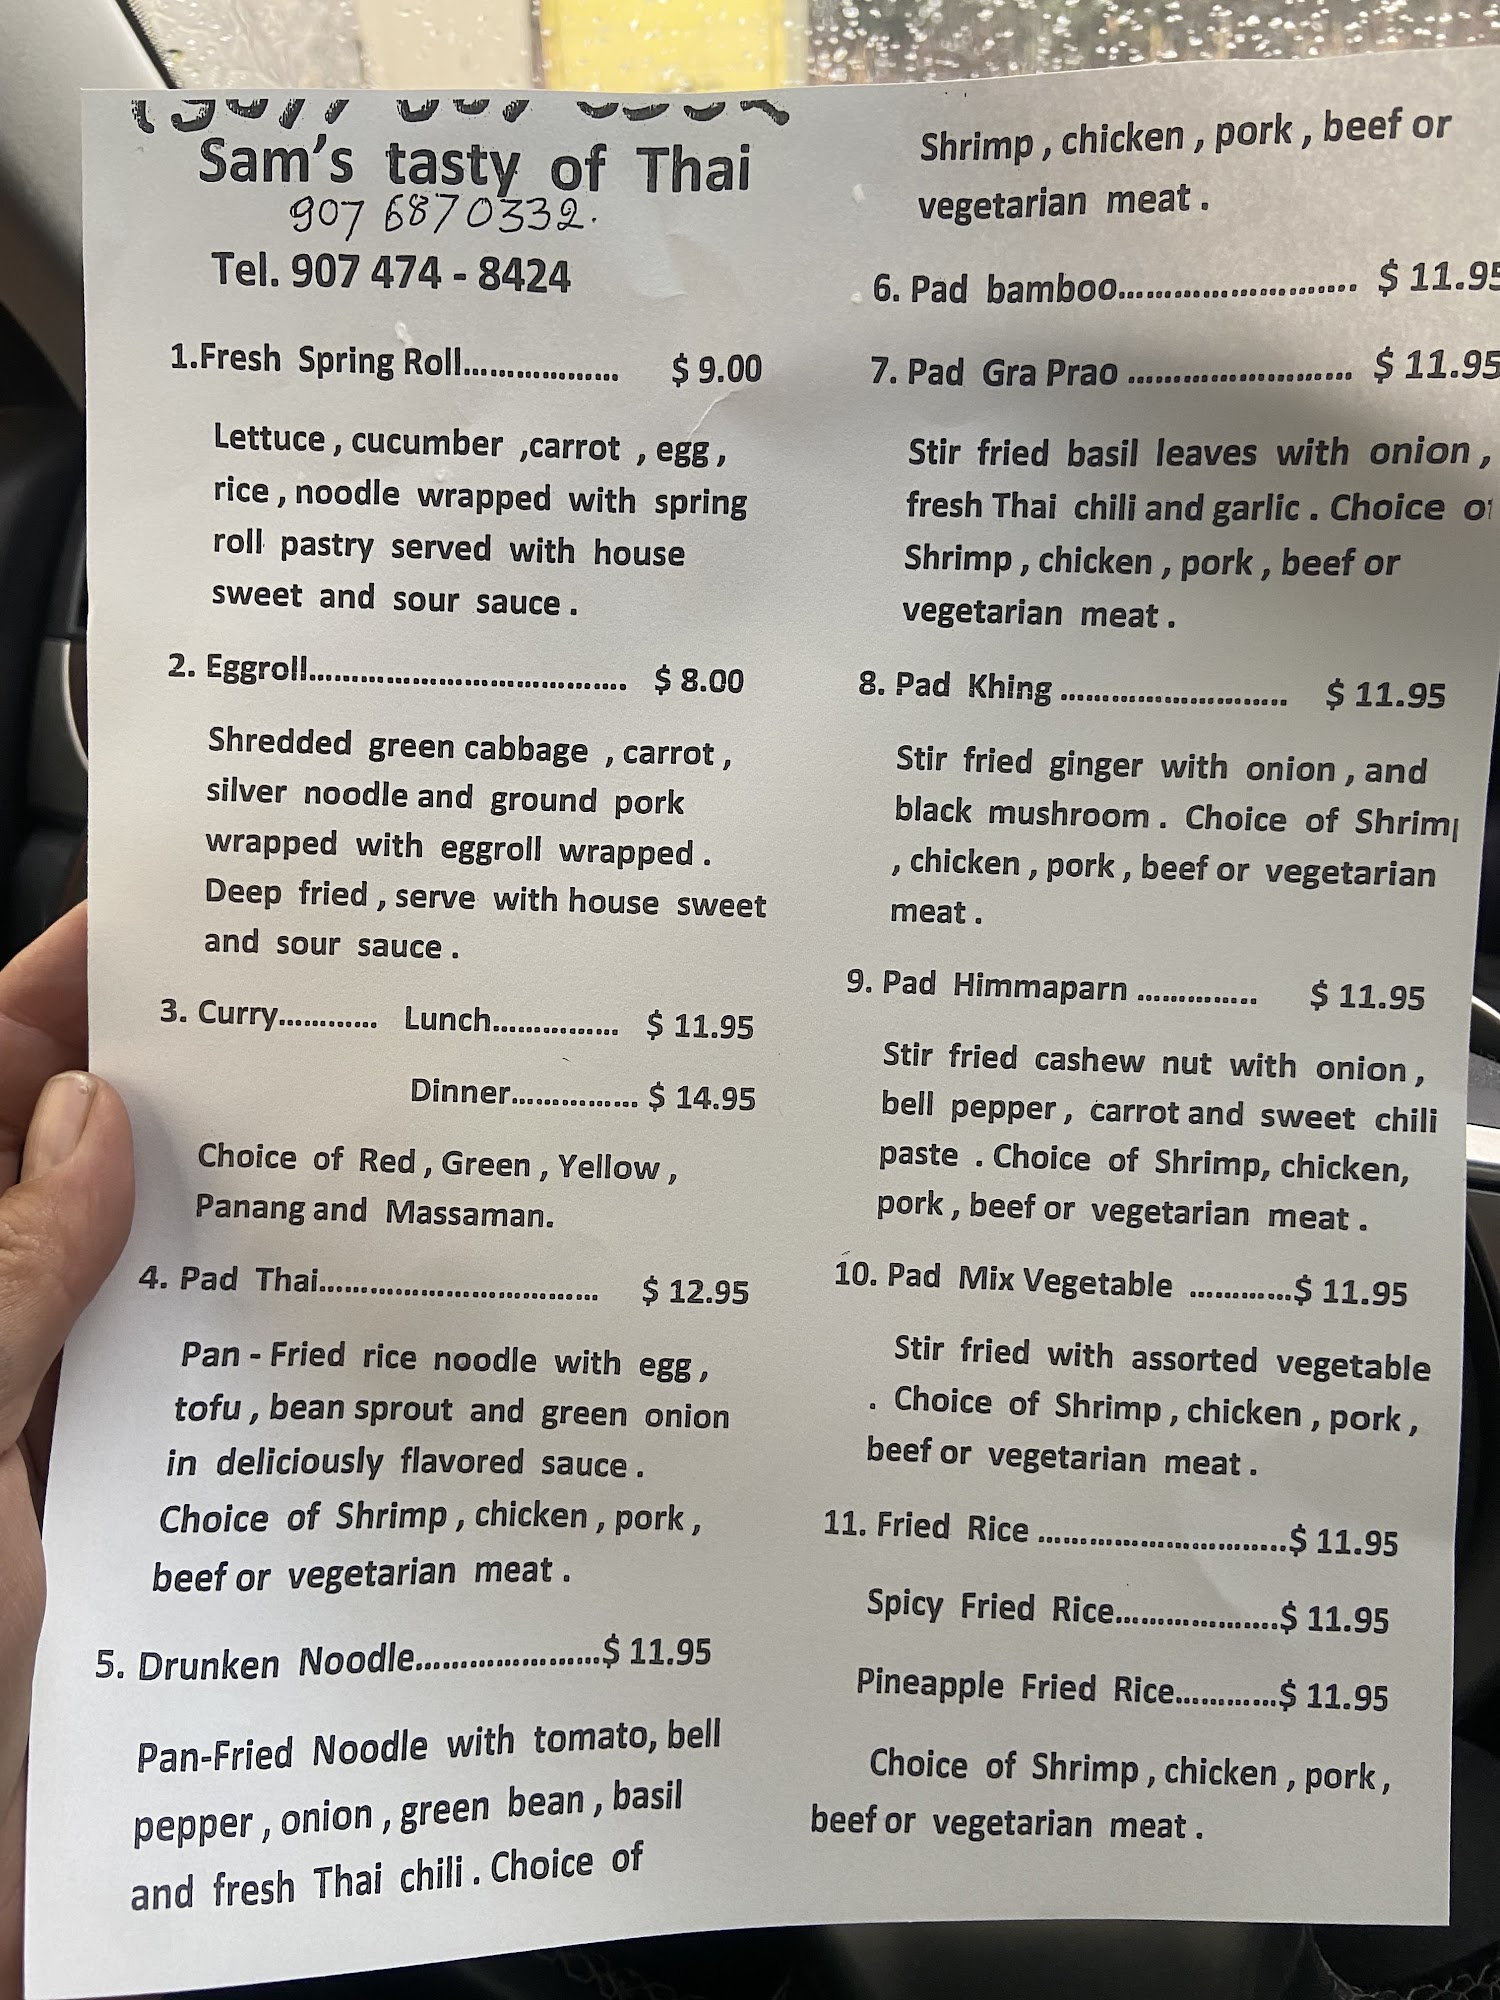 Sam's tasty of Thai
907 6870332.
Tel. 907 474 - 8424
1.Fresh Spring Roll................... $ 9.00
Lettuce , cucumber ,carrot , egg ,
rice , noodle wrapped with spring
roll pastry served with house
sweet and sour sauce .
2. Eggroll...................................... $ 8.00
Shredded green cabbage , carrot ,
silver noodle and ground pork
wrapped with eggroll wrapped .
Deep fried , serve with house sweet
and sour sauce .
3. Curry............ Lunch............... $ 11.95
Dinner............... $ 14.95
Choice of Red , Green , Yellow ,
Panang and Massaman.
4. Pad Thai................................. $ 12.95
Pan - Fried rice noodle with egg ,
tofu , bean sprout and green onion
in deliciously flavored sauce .
Choice of Shrimp , chicken , pork ,
beef or vegetarian meat .
5. Drunken Noodle......................$ 11.95
Pan-Fried Noodle with tomato, bell
pepper , onion , green bean , basil
and fresh Thai chili . Choice of
Shrimp , chicken , pork , beef or
vegetarian meat .
6. Pad bamboo............................ $ 11.95
7. Pad Gra Prao .......................... $ 11.95
Stir fried basil leaves with onion ,
fresh Thai chili and garlic . Choice of
Shrimp , chicken , pork , beef or
vegetarian meat .
8. Pad Khing ........................... $ 11.95
Stir fried ginger with onion , and
black mushroom . Choice of Shrimp
, chicken , pork , beef or vegetarian
meat .
9. Pad Himmaparn .............. $ 11.95
Stir fried cashew nut with onion ,
bell pepper , carrot and sweet chili
paste . Choice of Shrimp, chicken,
pork , beef or vegetarian meat .
10. Pad Mix Vegetable ............$ 11.95
Stir fried with assorted vegetable
. Choice of Shrimp , chicken , pork ,
beef or vegetarian meat .
11. Fried Rice .............................$ 11.95
Spicy Fried Rice...................$ 11.95
Pineapple Fried Rice............$ 11.95
Choice of Shrimp , chicken , pork ,
beef or vegetarian meat .